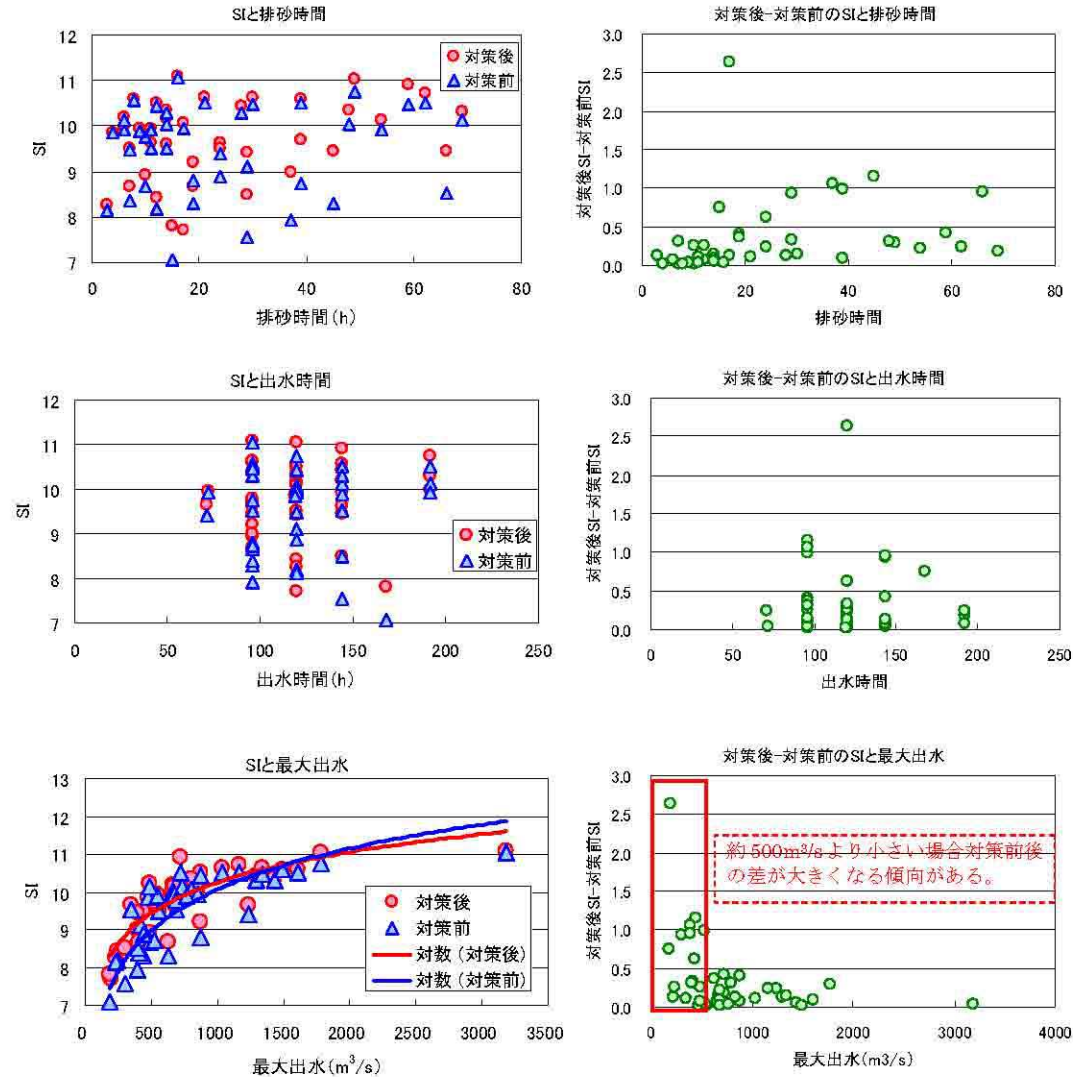 SIと排砂時間
12
11
10
9
8
7
SI
対策後
対策前
0 20 40 60 80
排砂時間(h)
対策後-対策前のSIと排砂時間
3.0
2.5
2.0
1.5
1.0
0.5
0.0
対策後SI-対策前SI
0 20 40 60 80
排砂時間
SIと出水時間
12
11
10
9
8
7
SI
対策後
対策前
0 50 100 150 200 250
出水時間(h)
対策後-対策前のSIと出水時間
3.0
2.5
2.0
1.5
1.0
0.5
0.0
対策後SI-対策前SI
0 50 100 150 200 250
出水時間
SIと最大出水
13
12
11
10
9
8
7
SI
対策後
対策前
対数(対策後)
対数(対策前)
0 500 1000 1500 2000 2500 3000 3500
最大出水(m³/s)
対策後-対策前のSIと最大出水
3.0
2.5
2.0
1.5
1.0
0.5
0.0
対策後SI-対策前SI
約500m³/sより小さい場合対策前後
の差が大きくなる傾向がある。
0 1000 2000 3000 4000
最大出水(m3/s)